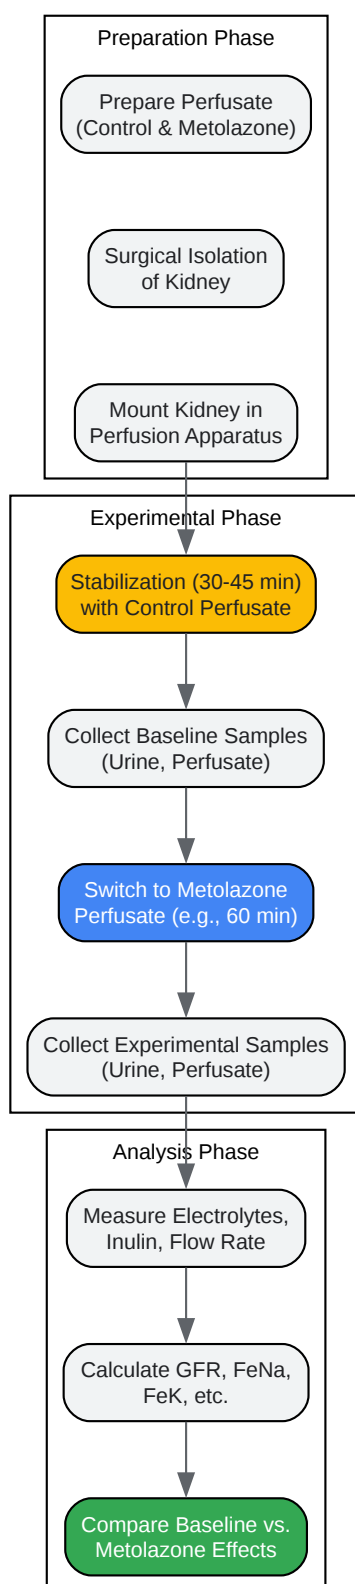 Preparation Phase
Prepare Perfusate
(Control & Metolazone)
Surgical Isolation
of Kidney
Mount Kidney in
Perfusion Apparatus
Experimental Phase
Stabilization (30-45 min)
with Control Perfusate
Collect Baseline Samples
(Urine, Perfusate)
Switch to Metolazone
Perfusate (e.g., 60 min)
Collect Experimental Samples
(Urine, Perfusate)
Analysis Phase
Measure Electrolytes,
Inulin, Flow Rate
Calculate GFR, FeNa,
FeK, etc.
Compare Baseline vs.
Metolazone Effects